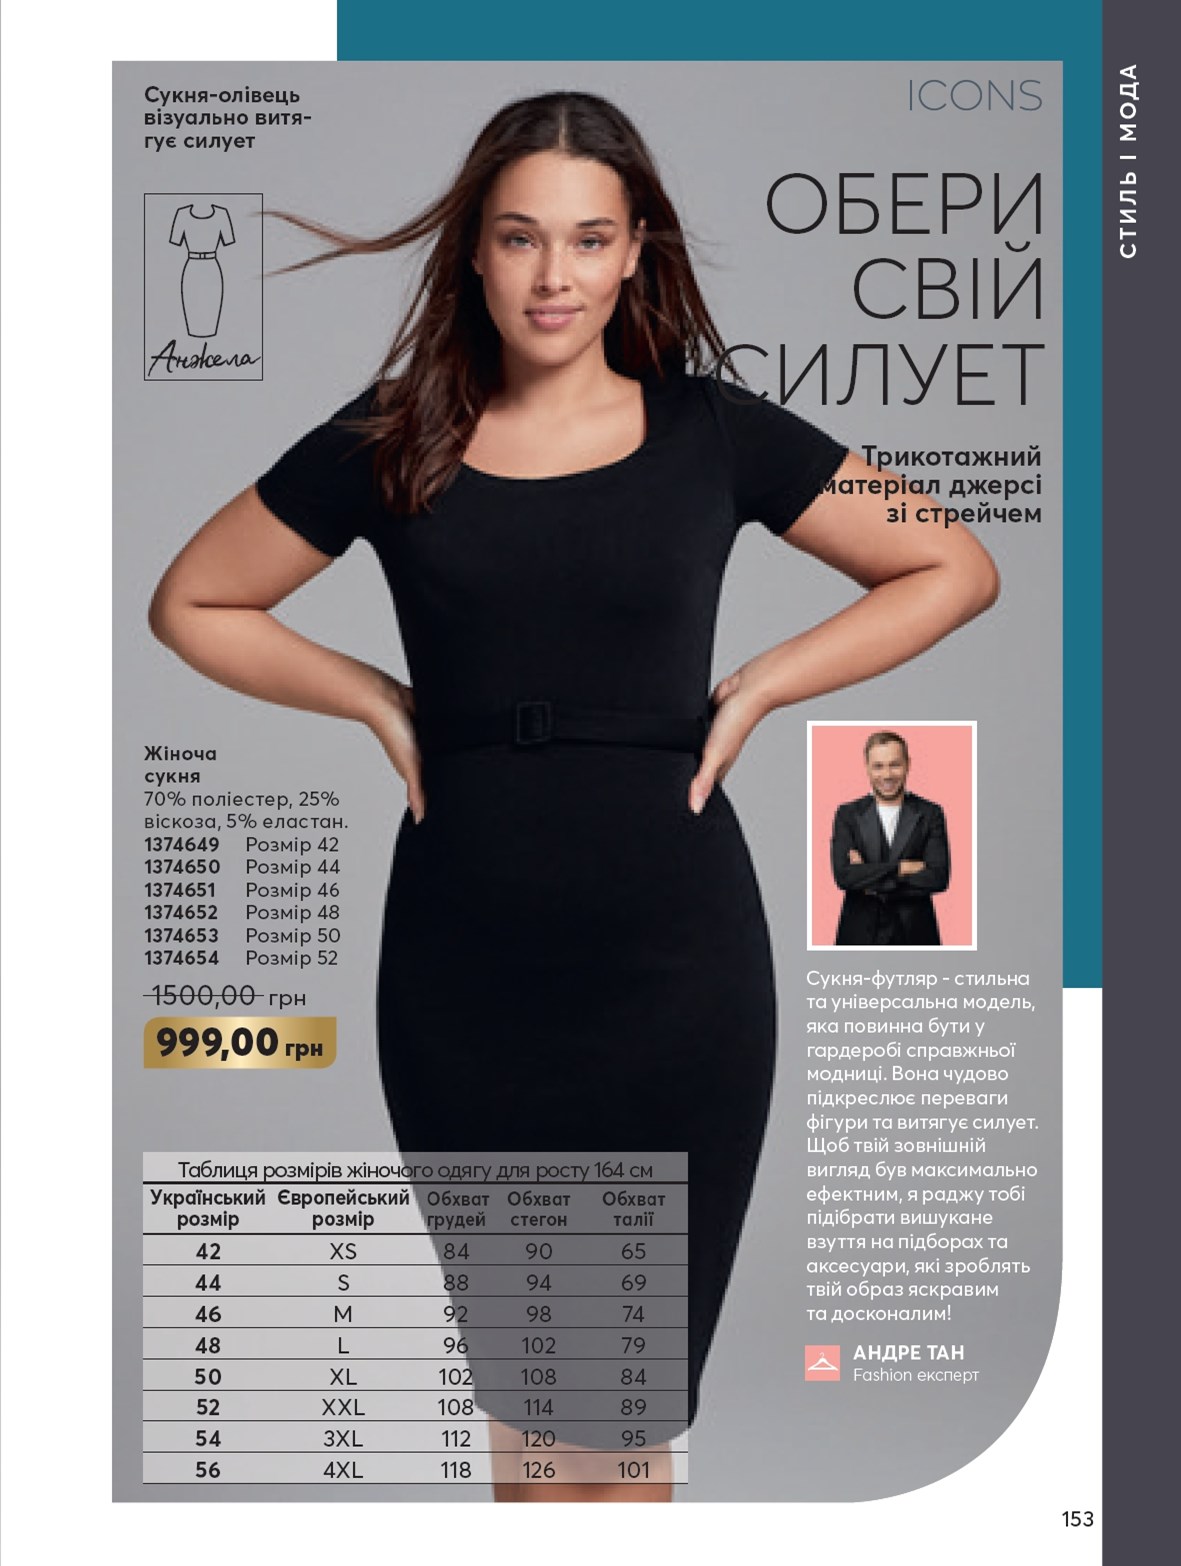 СТИЛЬ І МОДА
ICONS
Сукня-олівець
візуально витя-
гує силует
Анжела
ОБЕРИ
СВІЙ
СИЛУЕТ
Трикотажний
матеріал джерсі
зі стрейчем
Жіноча
сукня
70% поліестер, 25%
віскоза, 5% еластан.
1374649 Розмір 42
1374650 Розмір 44
1374651 Розмір 46
1374652 Розмір 48
1374653 Розмір 50
1374654 Розмір 52
1500,00 грн
999,00 грн
Сукня-футляр - стильна
та універсальна модель,
яка повинна бути у
гардеробі справжньої
модниці. Вона чудово
підкреслює переваги
фігури та витягує силует.
Щоб твій зовнішній
вигляд був максимально
ефектним, я раджу тобі
підібрати вишукане
взуття на підборах та
аксесуари, які зроблять
твій образ яскравим
та досконалим!
АНДРЕ ТАН
Fashion експерт
Таблиця розмірів жіночого одягу для росту 164 см
Український Європейський Обхват Обхват Обхват
розмір розмір грудей стегон талії
42 XS 84 90 65
44 S 88 94 69
46 M 92 98 74
48 L 96 102 79
50 XL 102 108 84
52 XXL 108 114 89
54 3XL 112 120 95
56 4XL 118 126 101
153